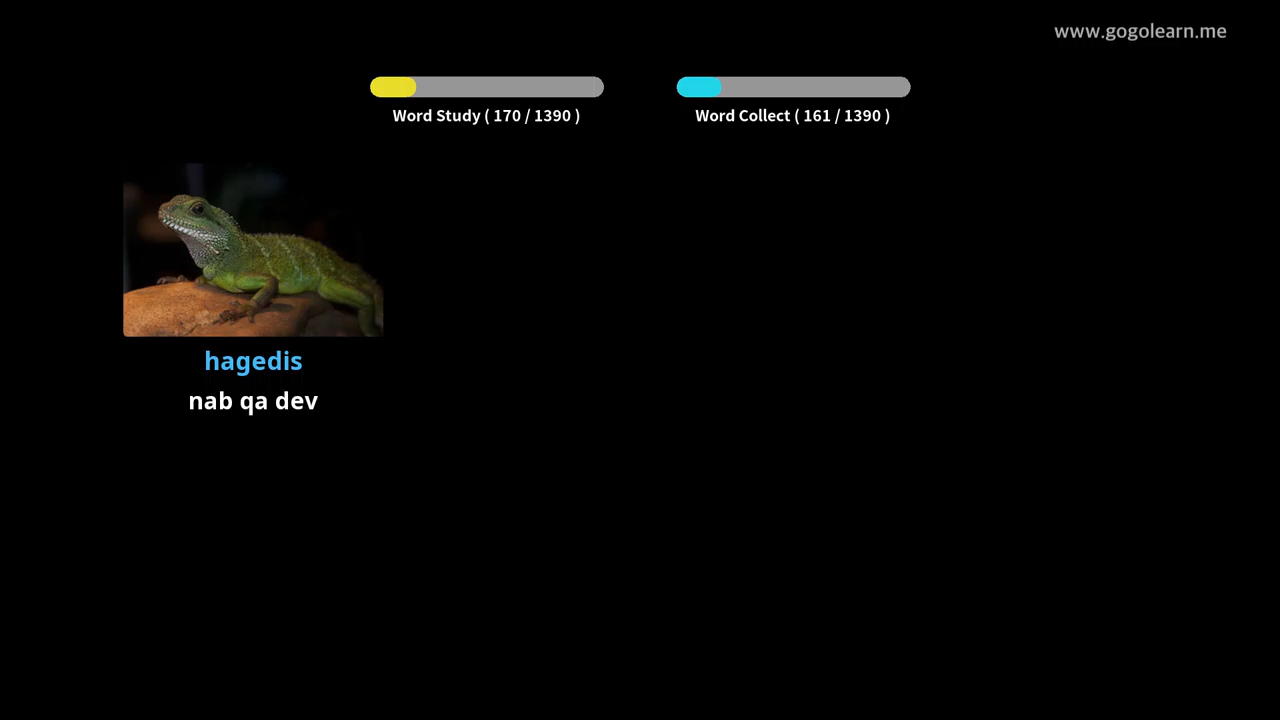 www.gogolearn.me
Word Study ( 170 / 1390 )
Word Collect ( 161 / 1390 )
hagedis
nab qa dev